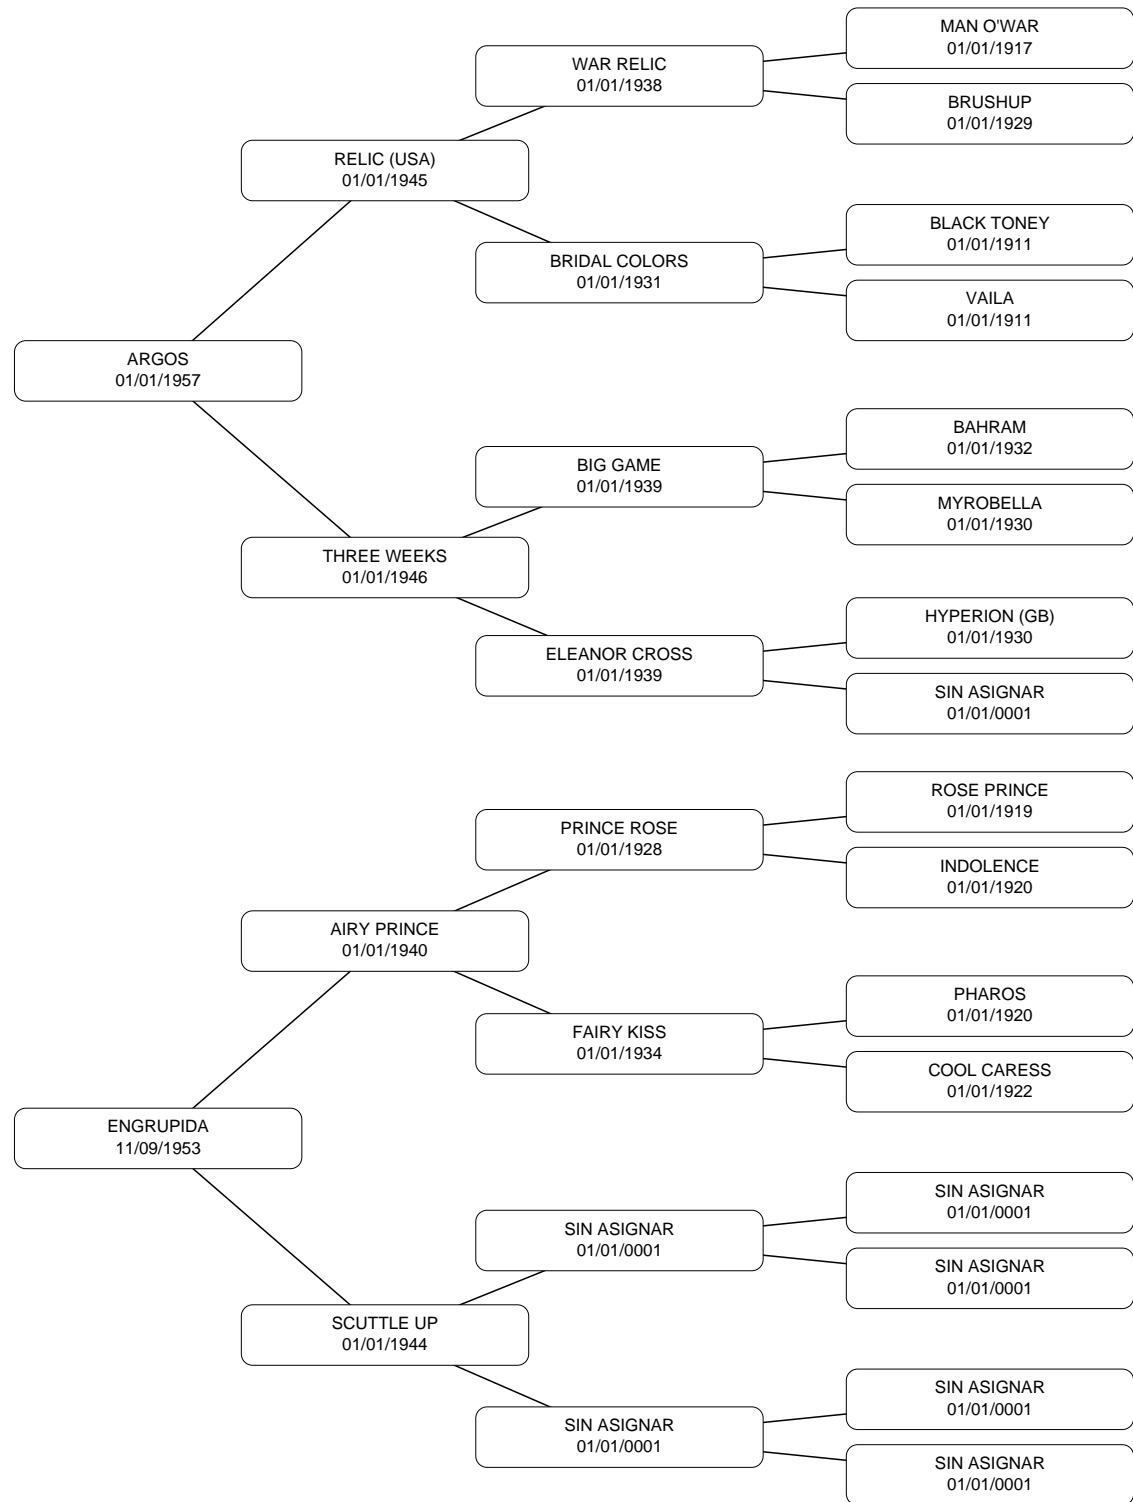 MAN O'WAR
01/01/1917
WAR RELIC
01/01/1938
BRUSHUP
01/01/1929
RELIC (USA)
01/01/1945
BLACK TONEY
01/01/1911
BRIDAL COLORS
01/01/1931
VAILA
01/01/1911
ARGOS
01/01/1957
BAHRAM
01/01/1932
BIG GAME
01/01/1939
MYROBELLA
01/01/1930
THREE WEEKS
01/01/1946
HYPERION (GB)
01/01/1930
ELEANOR CROSS
01/01/1939
SIN ASIGNAR
01/01/0001
ROSE PRINCE
01/01/1919
PRINCE ROSE
01/01/1928
INDOLENCE
01/01/1920
AIRY PRINCE
01/01/1940
PHAROS
01/01/1920
FAIRY KISS
01/01/1934
COOL CARESS
01/01/1922
ENGRUPIDA
11/09/1953
SIN ASIGNAR
01/01/0001
SIN ASIGNAR
01/01/0001
SIN ASIGNAR
01/01/0001
SCUTTLE UP
01/01/1944
SIN ASIGNAR
01/01/0001
SIN ASIGNAR
01/01/0001
SIN ASIGNAR
01/01/0001